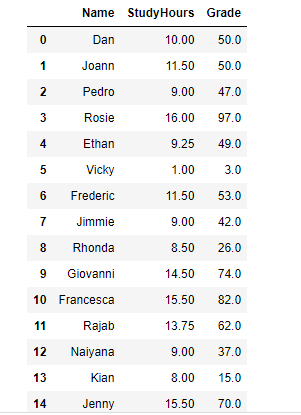 Name StudyHours Grade
0 Dan 10.00 50.0
1 Joann 11.50 50.0
2 Pedro 9.00 47.0
3 Rosie 16.00 97.0
4 Ethan 9.25 49.0
5 Vicky 1.00 3.0
6 Frederic 11.50 53.0
7 Jimmie 9.00 42.0
8 Rhonda 8.50 26.0
9 Giovanni 14.50 74.0
10 Francesca 15.50 82.0
11 Rajab 13.75 62.0
12 Naiyana 9.00 37.0
13 Kian 8.00 15.0
14 Jenny 15.50 70.0